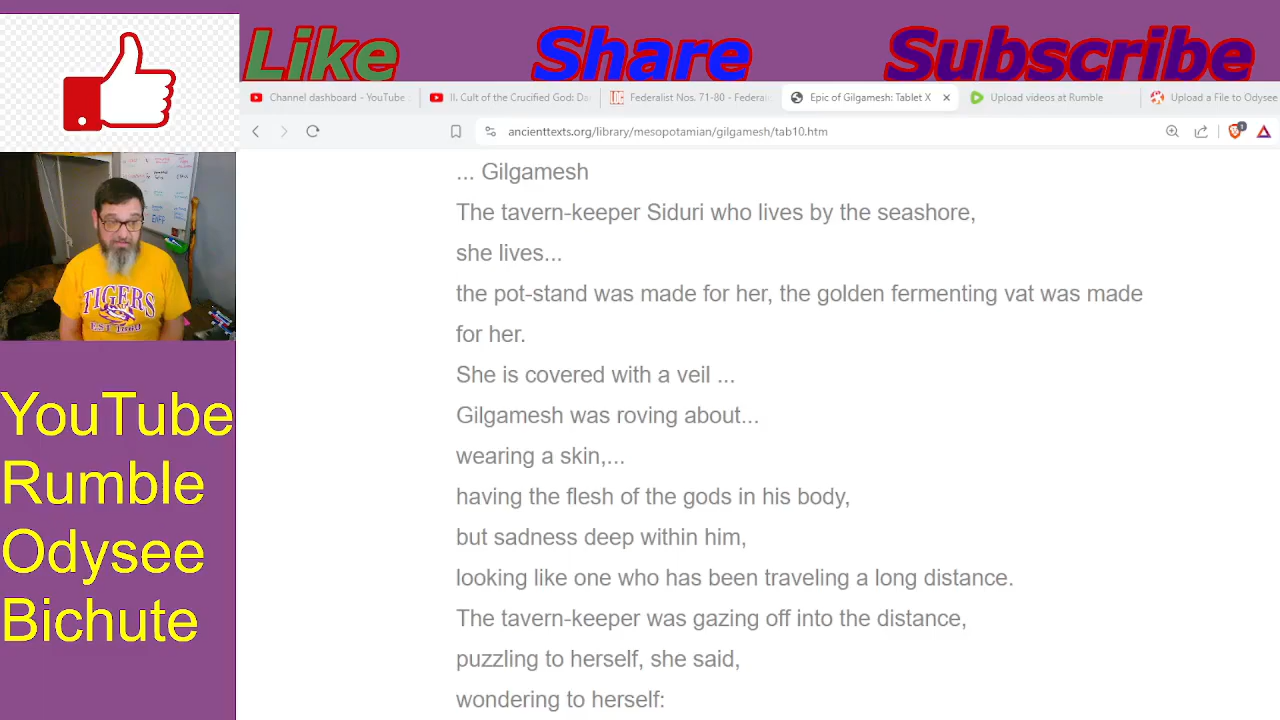 Like Share Subscribe
Channel dashboard - YouTube
II. Cult of the Crucified God: Da
Federalist Nos. 71-80 - Federal
Epic of Gilgamesh: Tablet X
Upload videos at Rumble
Upload a File to Odysee
ancienttexts.org/library/mesopotamian/gilgamesh/tab10.htm
... Gilgamesh
The tavern-keeper Siduri who lives by the seashore,
she lives...
the pot-stand was made for her, the golden fermenting vat was made
for her.
She is covered with a veil ...
Gilgamesh was roving about...
wearing a skin,...
having the flesh of the gods in his body,
but sadness deep within him,
looking like one who has been traveling a long distance.
The tavern-keeper was gazing off into the distance,
puzzling to herself, she said,
wondering to herself:
TIGERS
YouTube
Rumble
Odysee
Bichute